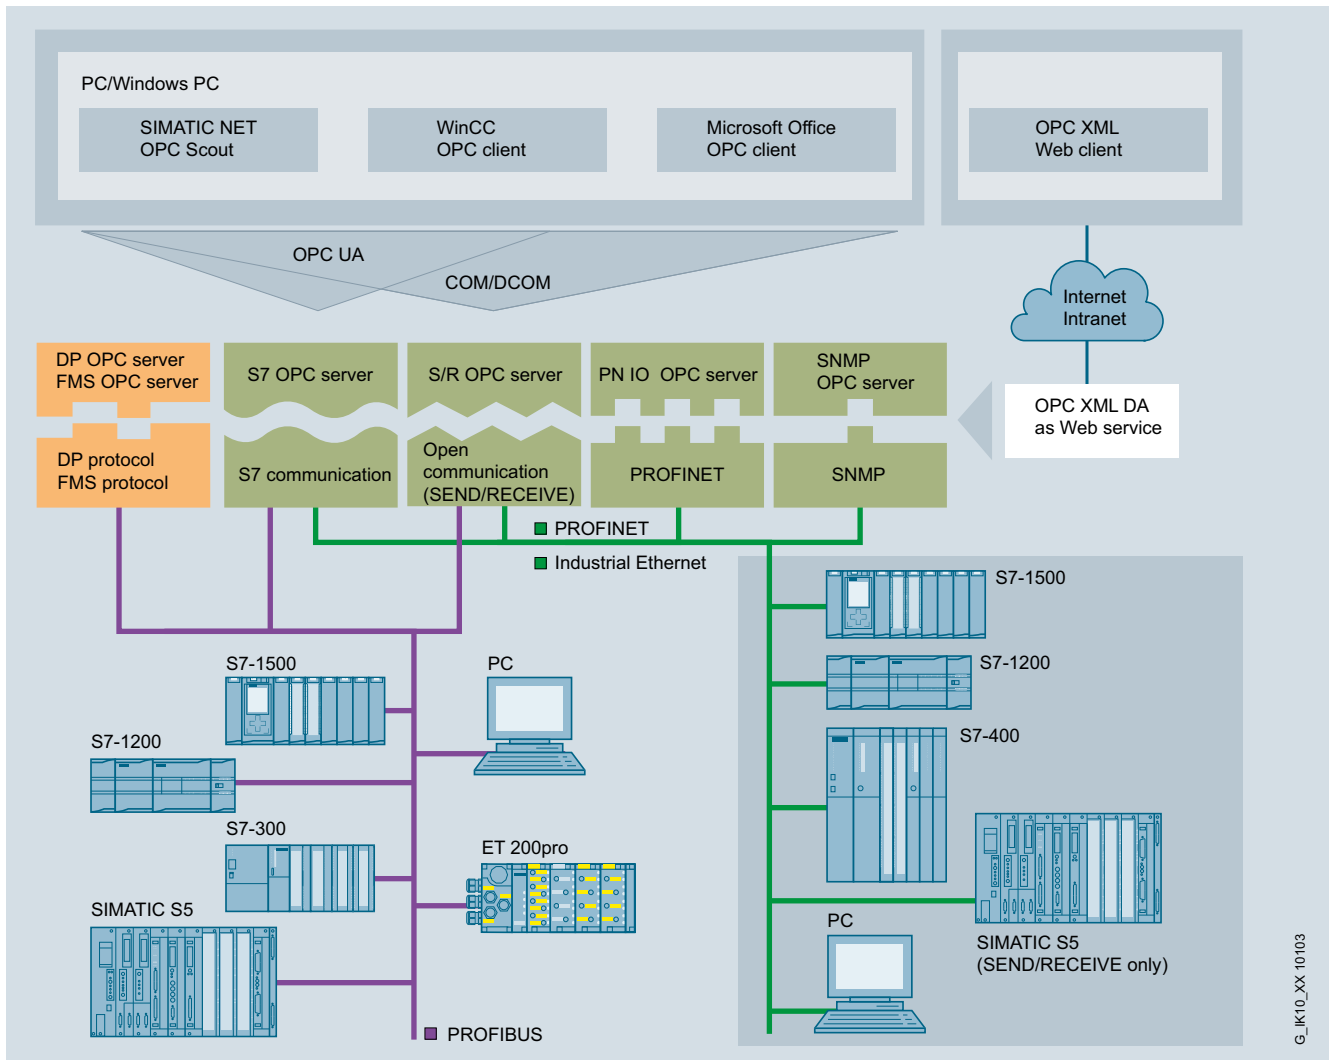 PC/Windows PC
SIMATIC NET
OPC Scout
WinCC
OPC client
Microsoft Office
OPC client
OPC XML
Web client
OPC UA
COM/DCOM
Internet
Intranet
DP OPC server
FMS OPC server
S7 OPC server
S/R OPC server
PN IO OPC server
SNMP
OPC server
OPC XML DA
as Web service
DP protocol
FMS protocol
S7 communication
Open
communication
(SEND/RECEIVE)
PROFINET
SNMP
PROFINET
Industrial Ethernet
S7-1500
S7-1200
S7-400
S7-1500
PC
S7-1200
S7-300
ET 200pro
SIMATIC S5
PC
SIMATIC S5
(SEND/RECEIVE only)
PROFIBUS
G_IK10_XX 10103